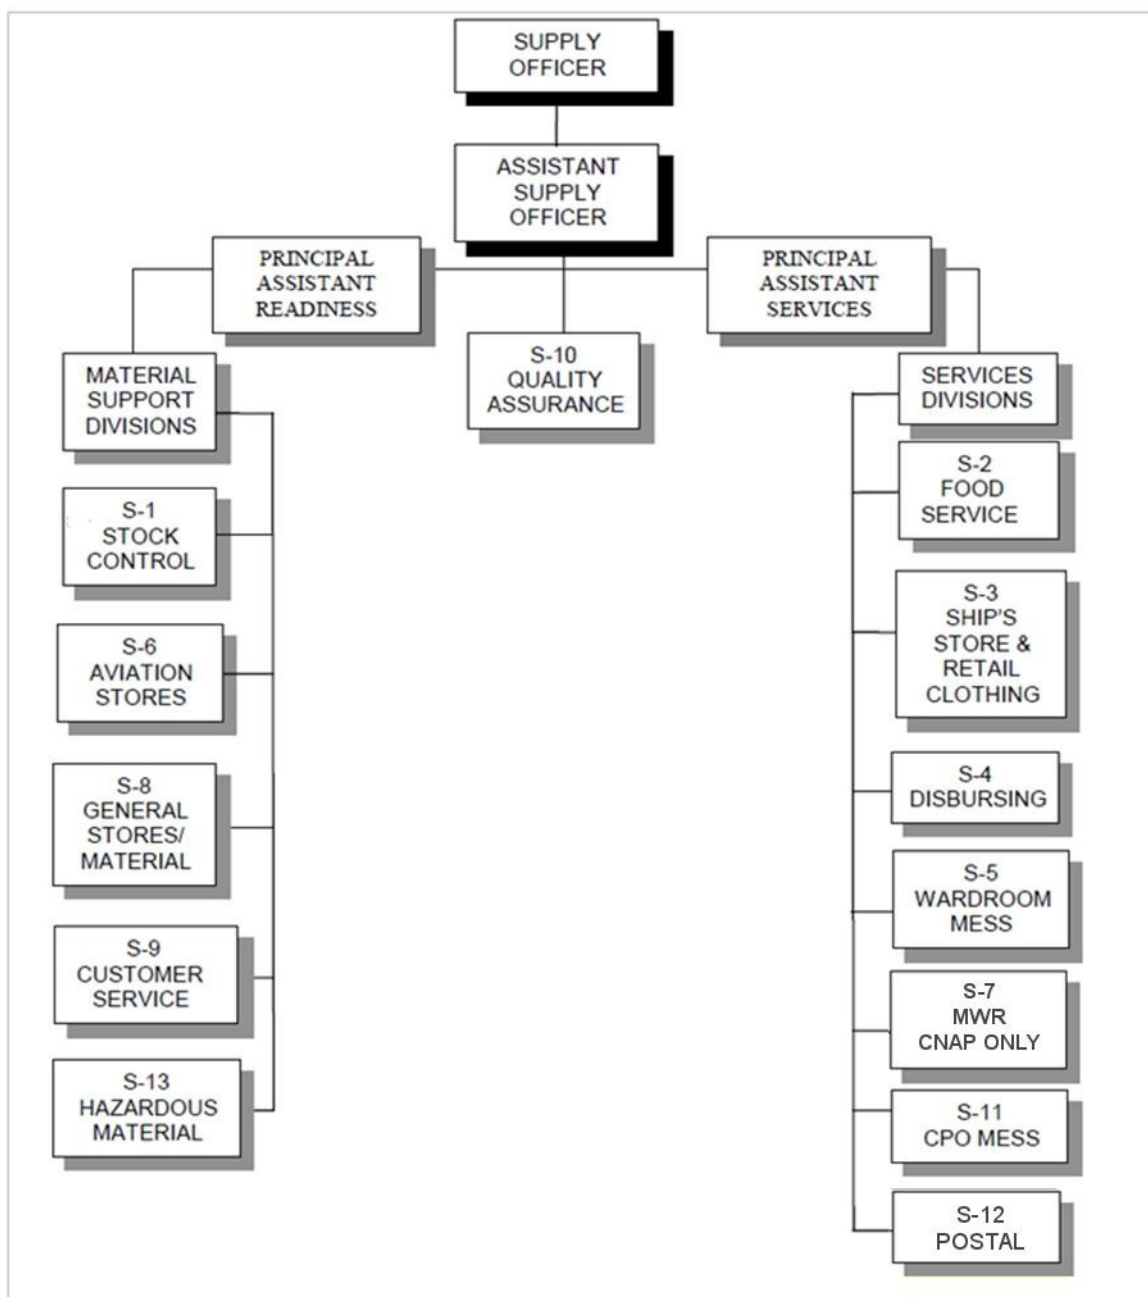 SUPPLY
OFFICER
ASSISTANT
SUPPLY
OFFICER
PRINCIPAL
ASSISTANT
READINESS
PRINCIPAL
ASSISTANT
SERVICES
S-10
QUALITY
ASSURANCE
MATERIAL
SUPPORT
DIVISIONS
S-1
STOCK
CONTROL
S-6
AVIATION
STORES
S-8
GENERAL
STORES/
MATERIAL
S-9
CUSTOMER
SERVICE
S-13
HAZARDOUS
MATERIAL
SERVICES
DIVISIONS
S-2
FOOD
SERVICE
S-3
SHIP'S
STORE &
RETAIL
CLOTHING
S-4
DISBURSING
S-5
WARDROOM
MESS
S-7
MWR
CNAP ONLY
S-11
CPO MESS
S-12
POSTAL